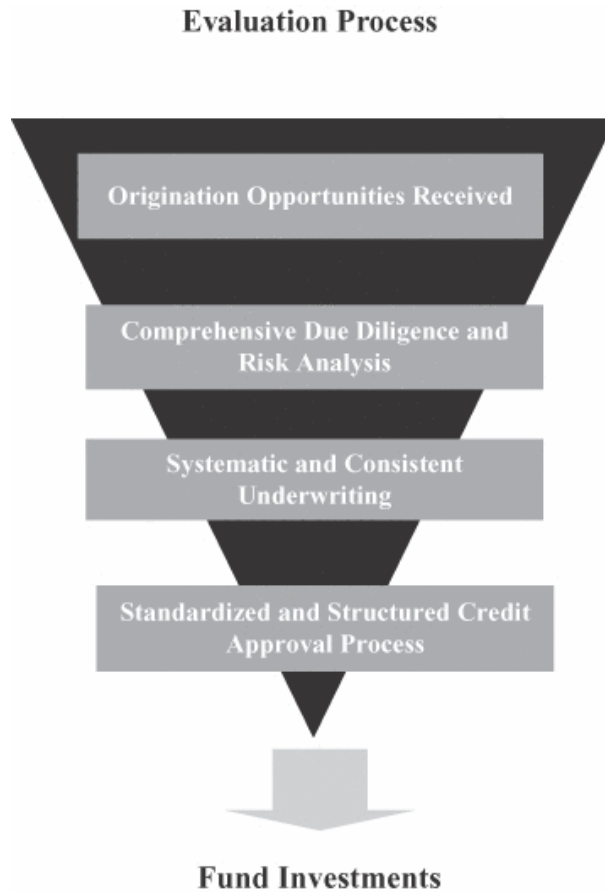 Evaluation Process
Origination Opportunities Received
Comprehensive Due Diligence and
Risk Analysis
Systematic and Consistent
Underwriting
Standardized and Structured Credit
Approval Process
Fund Investments